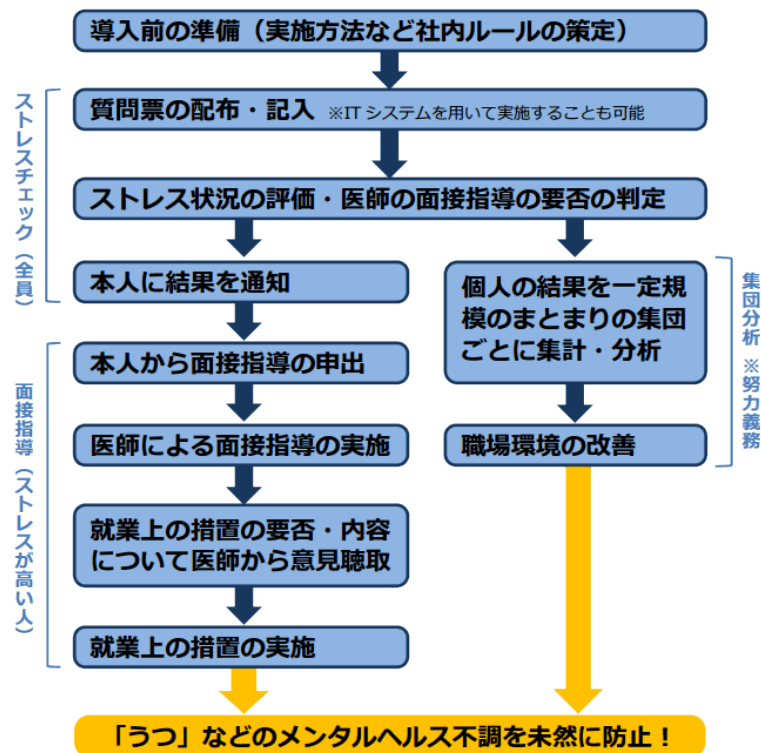 導入前の準備（実施方法など社内ルールの策定）
ストレスチェック（全員）
質問票の配布・記入 ※IT システムを用いて実施することも可能
ストレス状況の評価・医師の面接指導の要否の判定
本人に結果を通知
個人の結果を一定規
模のまとまりの集団
ごとに集計・分析
集団分析 ※努力義務
面接指導（ストレスが高い人）
本人から面接指導の申出
医師による面接指導の実施
職場環境の改善
就業上の措置の要否・内容
について医師から意見聴取
就業上の措置の実施
「うつ」などのメンタルヘルス不調を未然に防止！